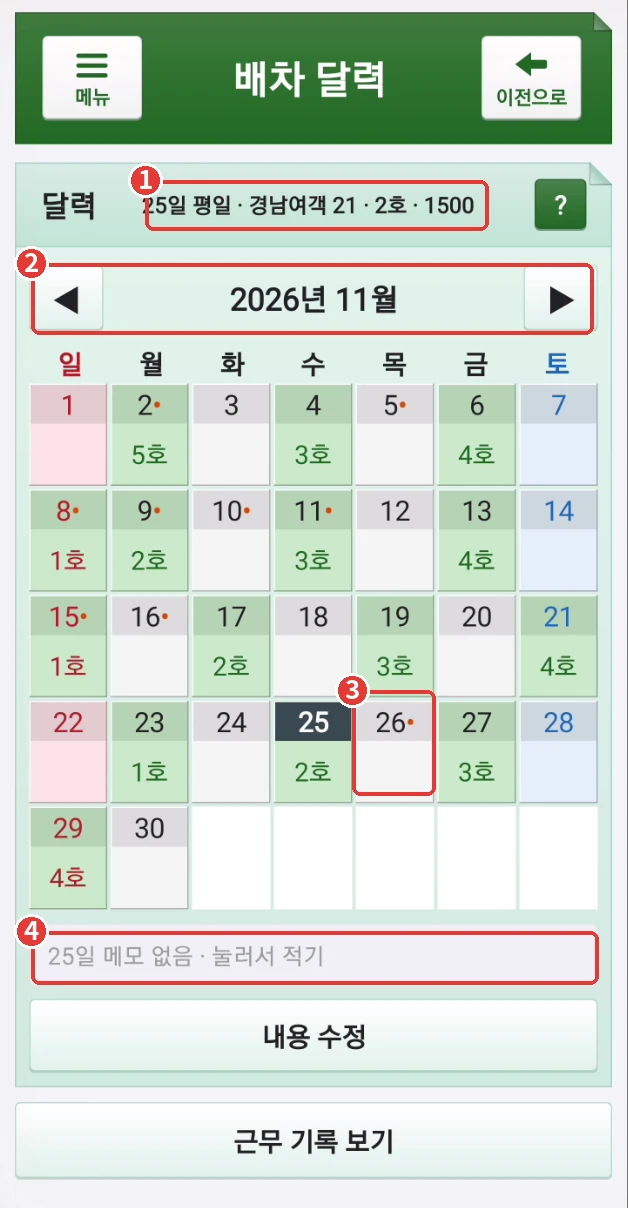 메뉴
배차 달력
이전으로
1
달력
25일 평일 · 경남여객 21 · 2호 · 1500
?
2
◀ 2026년 11월 ▶
일 월 화 수 목 금 토
1 2• 3 4 5• 6 7
5호 3호 4호
8• 9• 10• 11• 12 13 14
1호 2호 3호 4호
15• 16• 17 18 19 20 21
1호 2호 3호 4호
3
22 23 24 25 26• 27 28
1호 2호 3호
29 30
4호
4
25일 메모 없음 · 눌러서 적기
내용 수정
근무 기록 보기